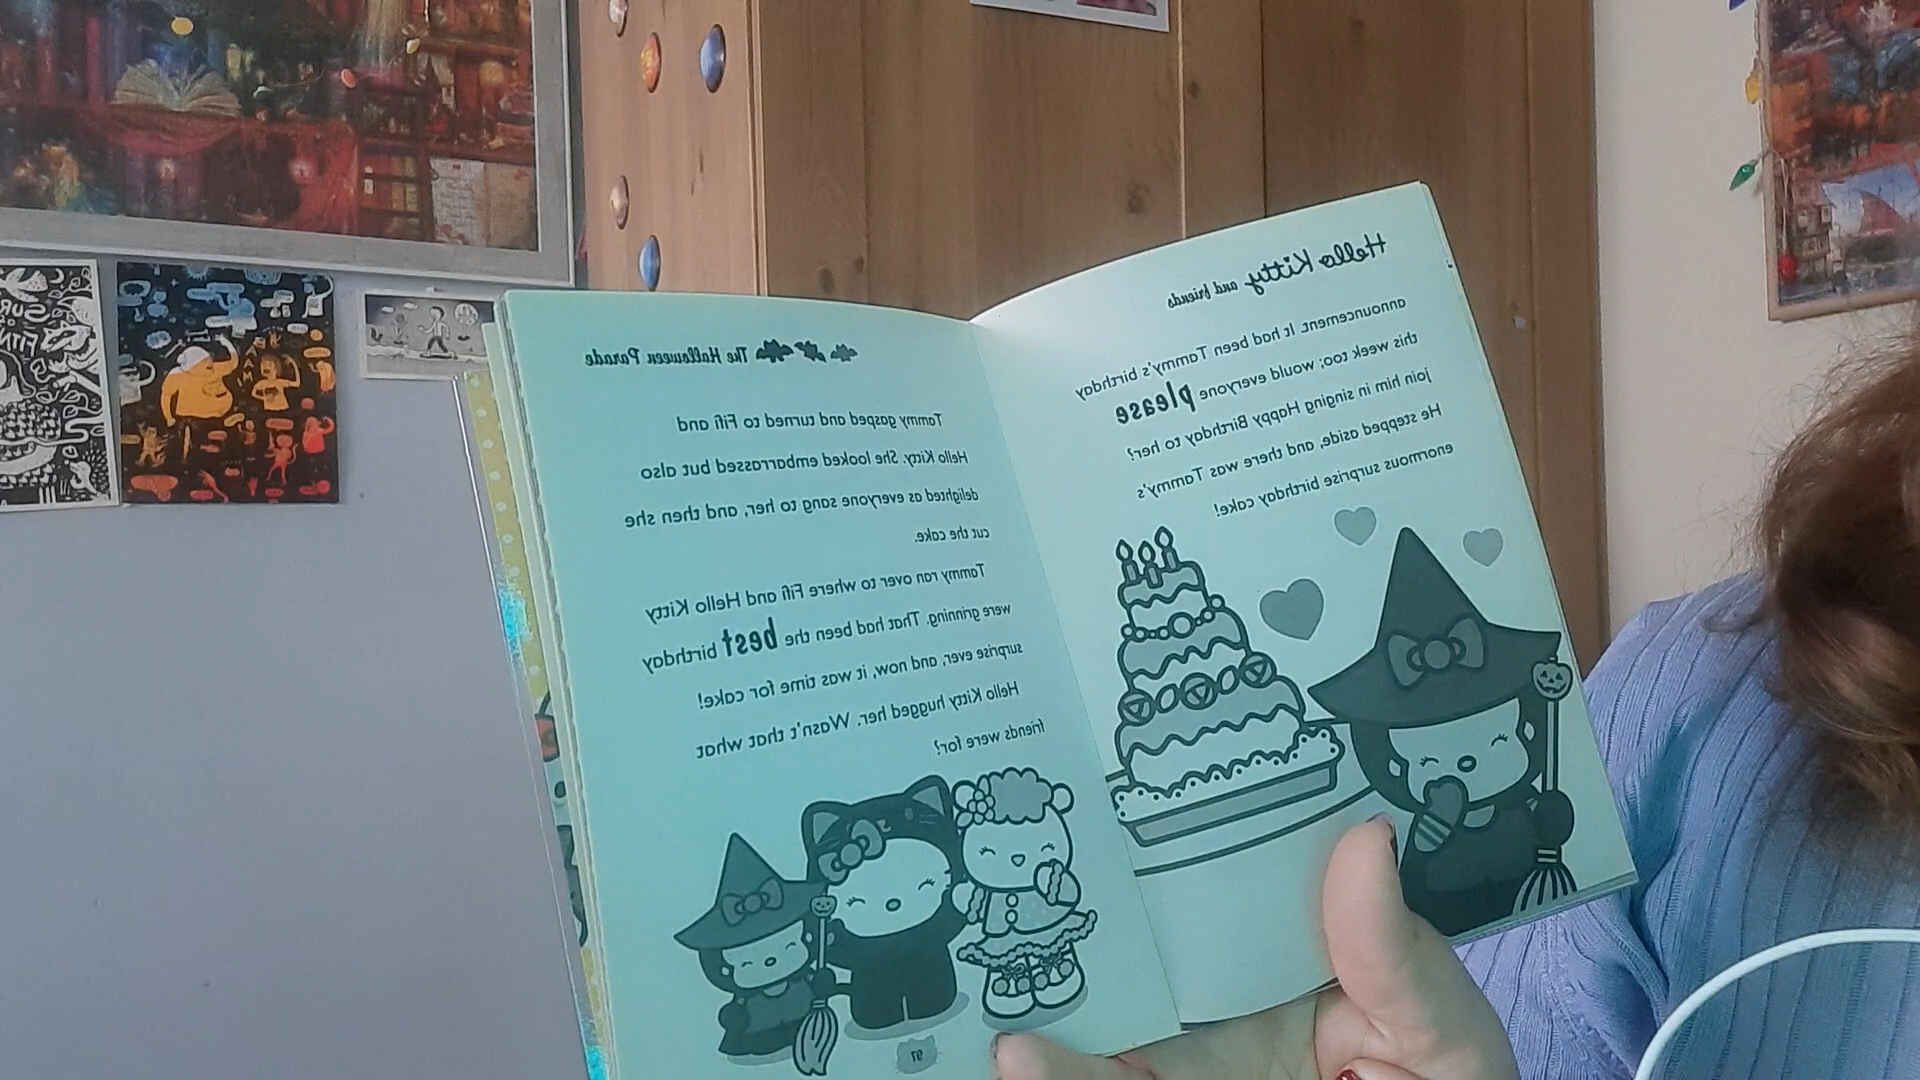 Hello Kitty and friends
announcement. It had been Tammy's birthday
this week too; would everyone please
join him in singing Happy Birthday to her?
He stepped aside, and there was Tammy's
enormous surprise birthday cake!
The Halloween Parade
Tammy gasped and turned to Fifi and
Hello Kitty. She looked embarrassed but also
delighted as everyone sang to her, and then she
cut the cake.
Tammy ran over to where Fifi and Hello Kitty
were grinning. That had been the best birthday
surprise ever, and now, it was time for cake!
Hello Kitty hugged her. Wasn't that what
friends were for?